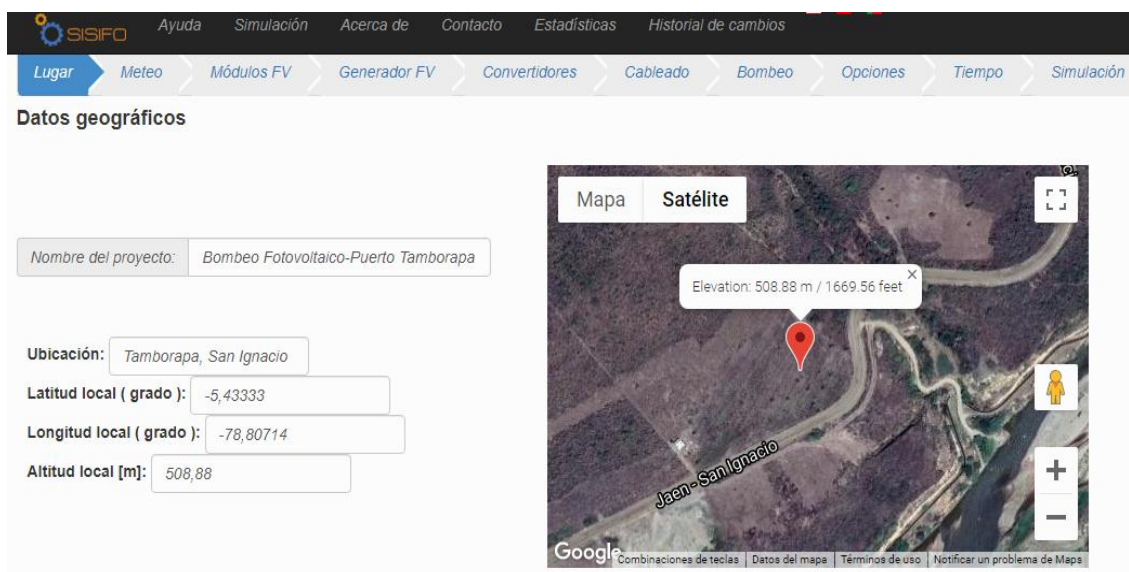 SISIFO Ayuda Simulación Acerca de Contacto Estadísticas Historial de cambios
Lugar Meteo Módulos FV Generador FV Convertidores Cableado Bombeo Opciones Tiempo Simulación
Datos geográficos
Nombre del proyecto: Bombeo Fotovoltaico-Puerto Tamborapa
Ubicación: Tamborapa, San Ignacio
Latitud local ( grado ): -5,43333
Longitud local ( grado ): -78,80714
Altitud local [m]: 508,88
Mapa Satélite
Elevation: 508.88 m / 1669.56 feet
Jaen - San Ignacio
Google
Combinaciones de teclas Datos del mapa Términos de uso Notificar un problema de Maps